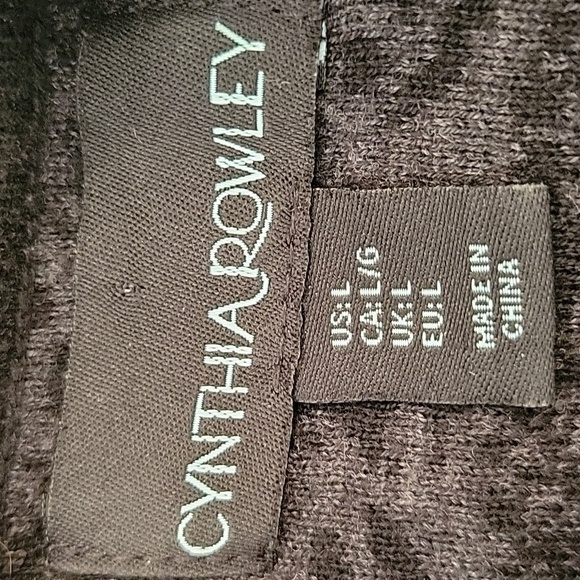 CYNTHIA ROWLEY
US: L
CA: L/G
UK: L
EU: L
MADE IN
CHINA